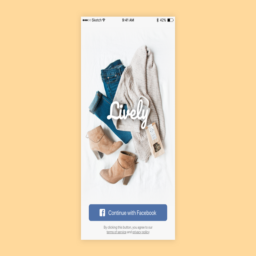 Sketch
9:41 AM
42%
Lively
Continue with Facebook
By clicking the button, you agree to our
terms of service and privacy policy